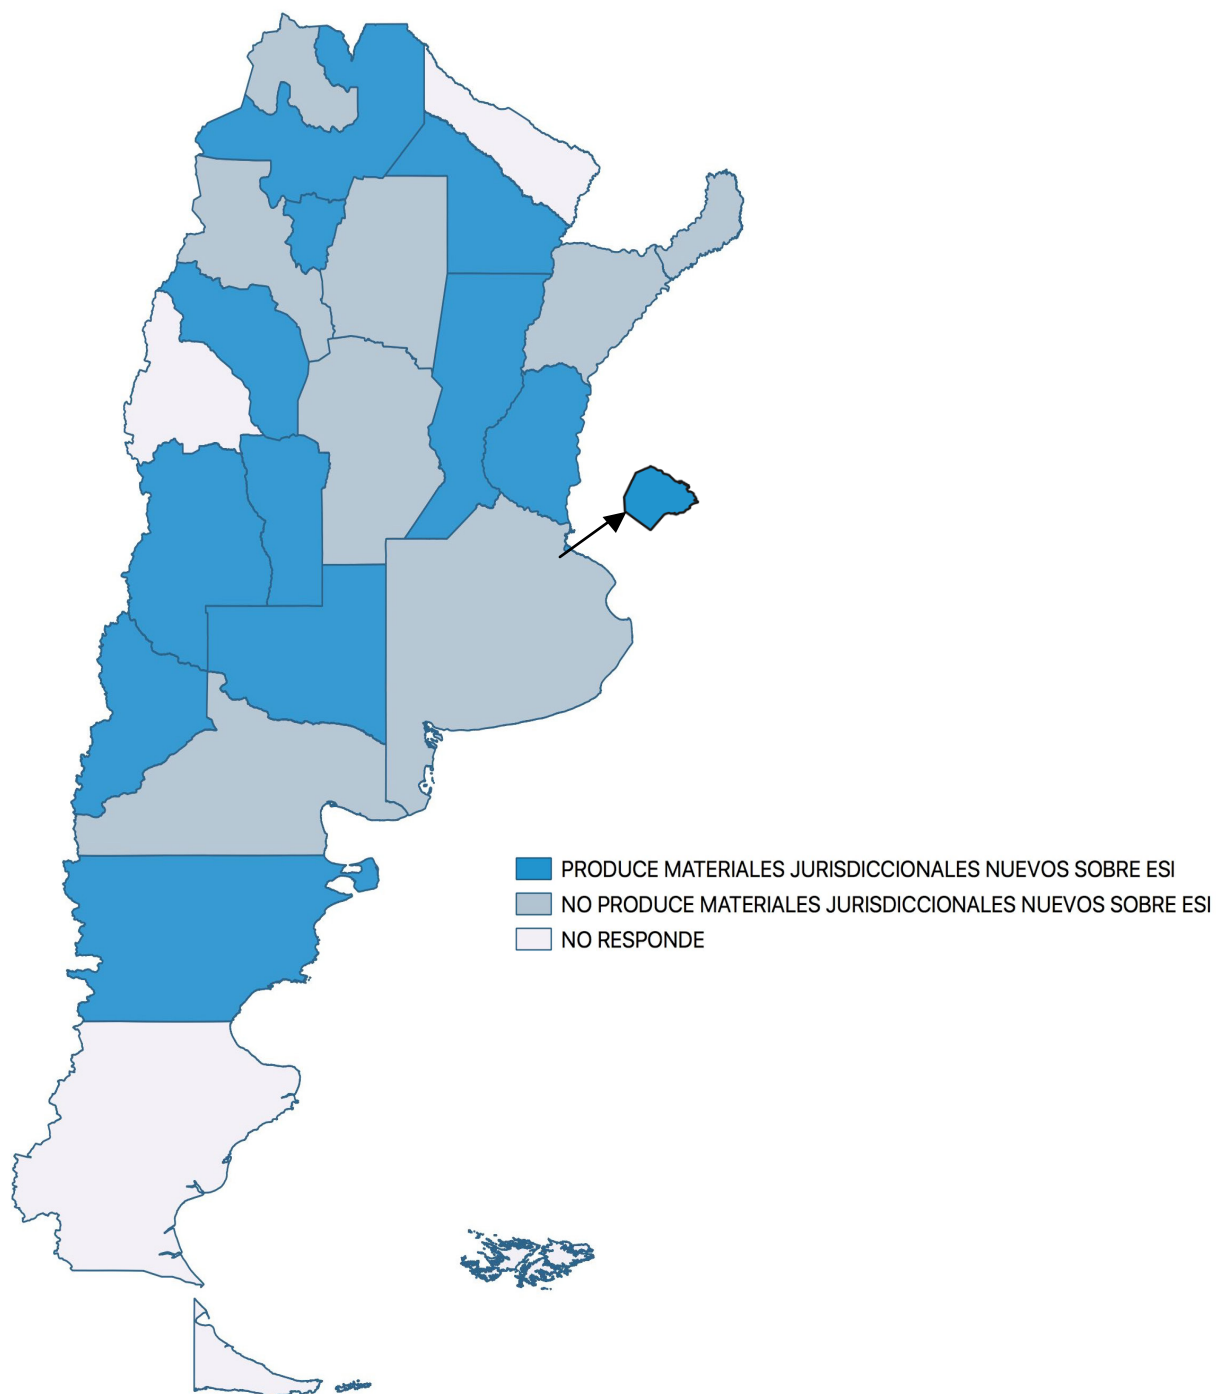 PRODUCE MATERIALES JURISDICCIONALES NUEVOS SOBRE ESI
NO PRODUCE MATERIALES JURISDICCIONALES NUEVOS SOBRE ESI
NO RESPONDE